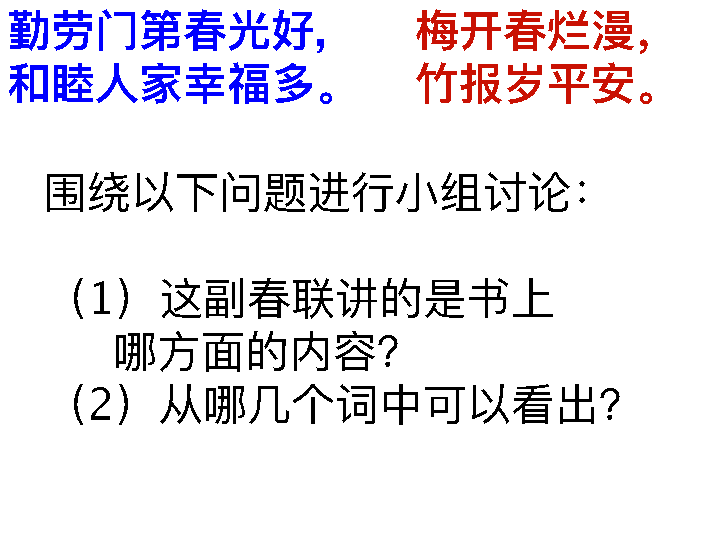 勤劳门第春光好，
和睦人家幸福多。
梅开春烂漫，
竹报岁平安。
围绕以下问题进行小组讨论：
（1）这副春联讲的是书上
哪方面的内容？
（2）从哪几个词中可以看出？